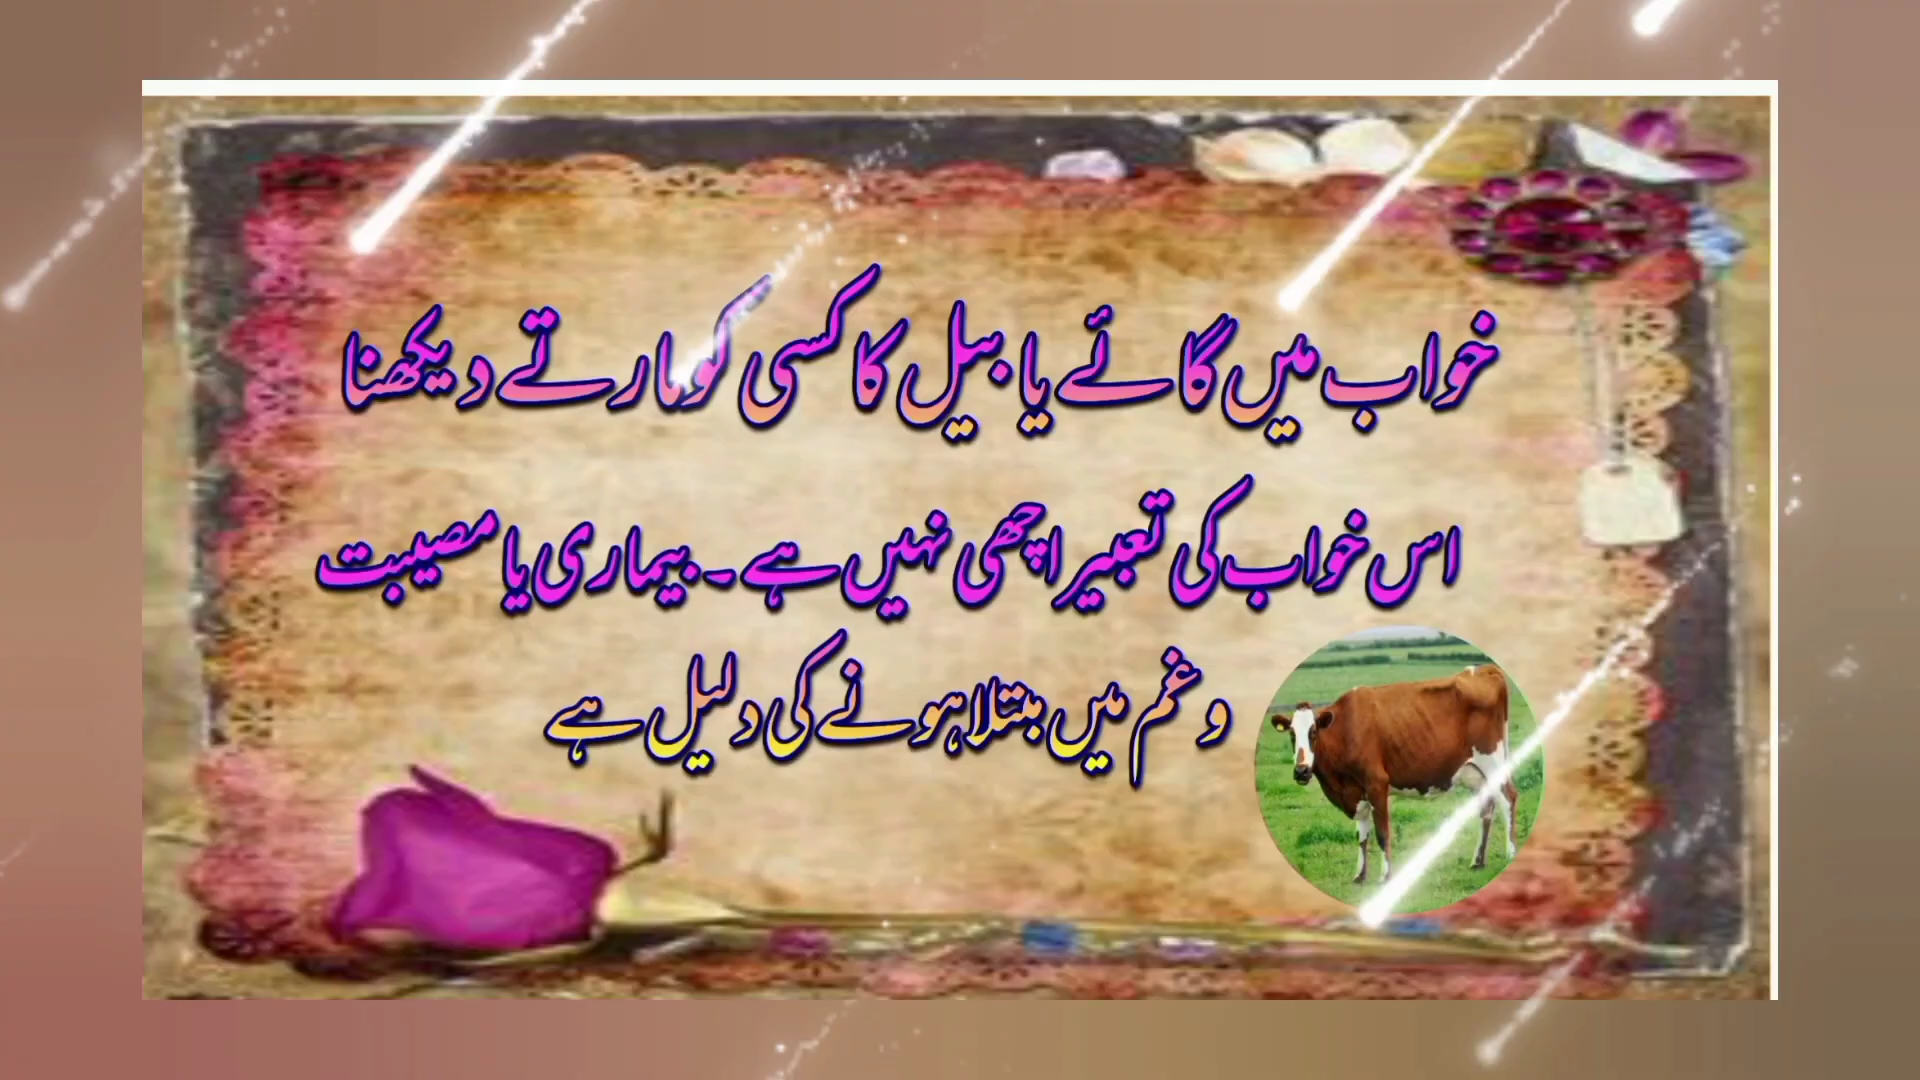 خواب میں گائے یا بیل کا کسی کو مارتے دیکھنا
اس خواب کی تعبیر اچھی نہیں ہے۔ بیماری یا مصیبت
و غم میں مبتلا ہونے کی دلیل ہے